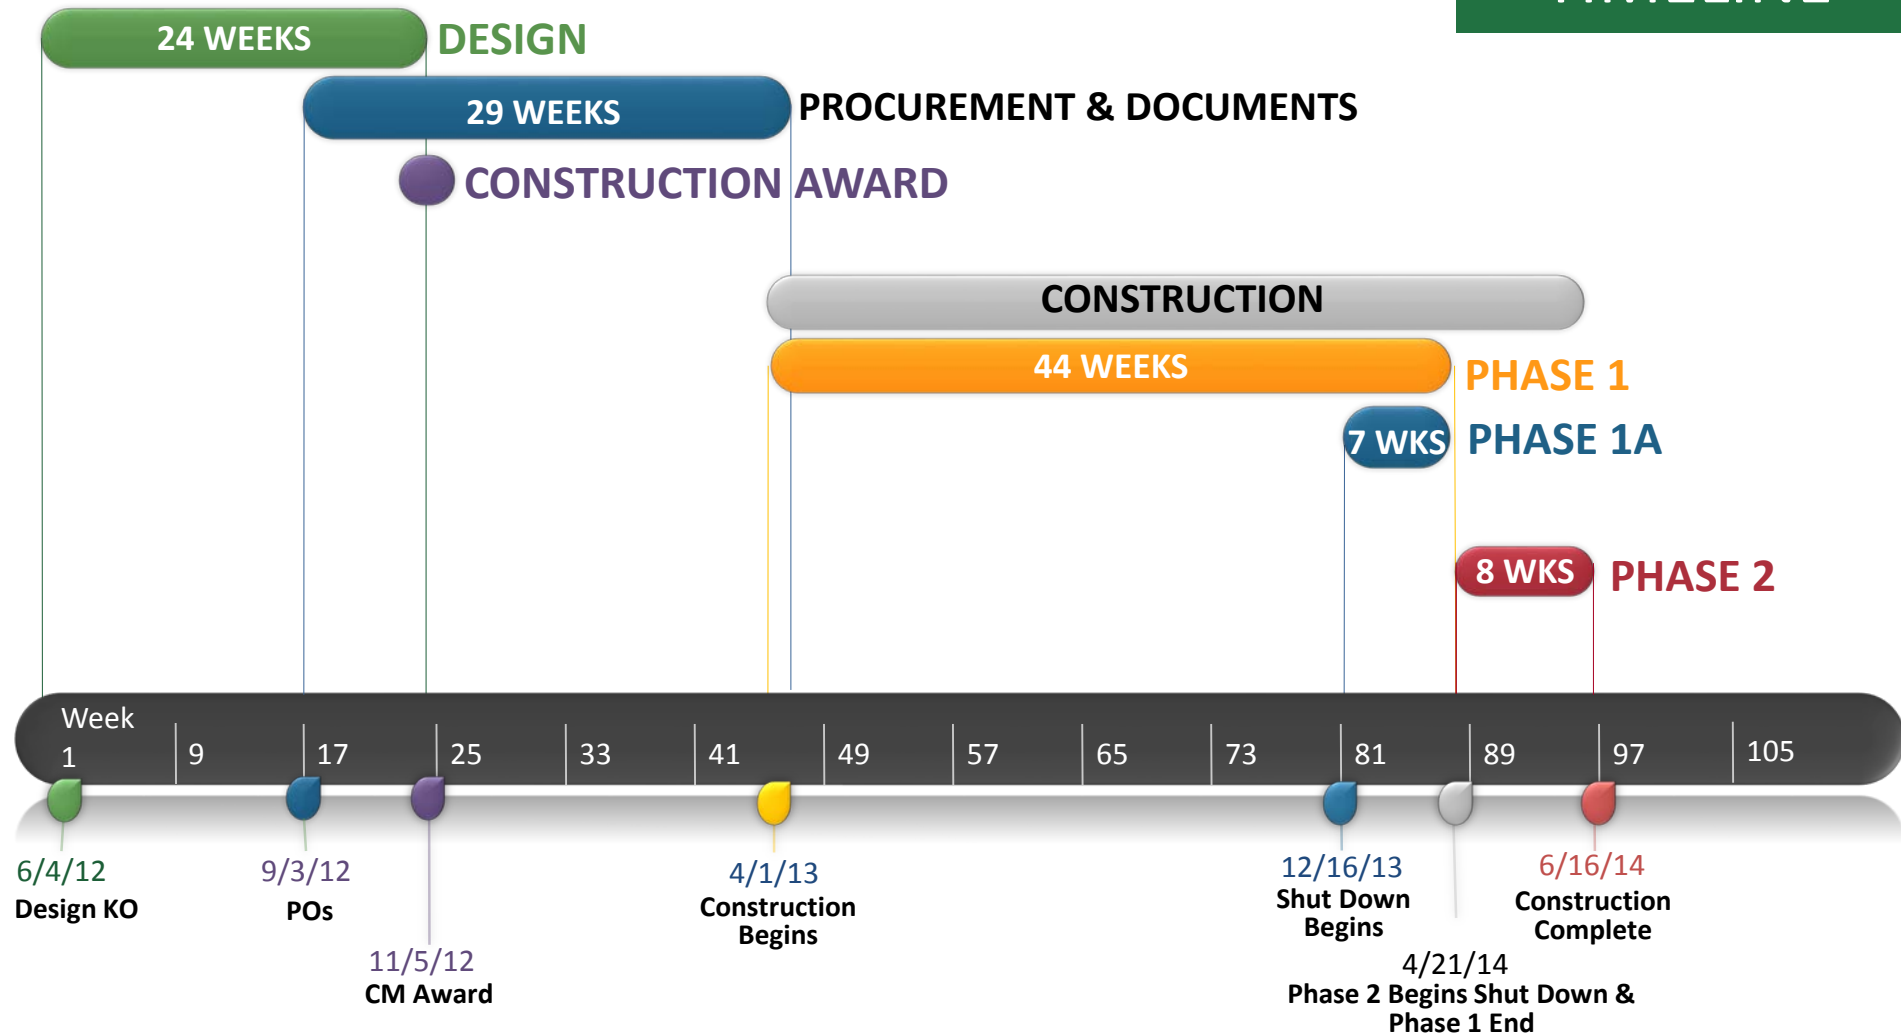 24 WEEKS
DESIGN
29 WEEKS
PROCUREMENT & DOCUMENTS
CONSTRUCTION AWARD
CONSTRUCTION
44 WEEKS
PHASE 1
7 WKS
PHASE 1A
8 WKS
PHASE 2
Week
1
9
17
25
33
41
49
57
65
73
81
89
97
105
6/4/12
Design KO
9/3/12
POs
11/5/12
CM Award
4/1/13
Construction
Begins
12/16/13
Shut Down
Begins
4/21/14
Phase 2 Begins Shut Down &
Phase 1 End
6/16/14
Construction
Complete